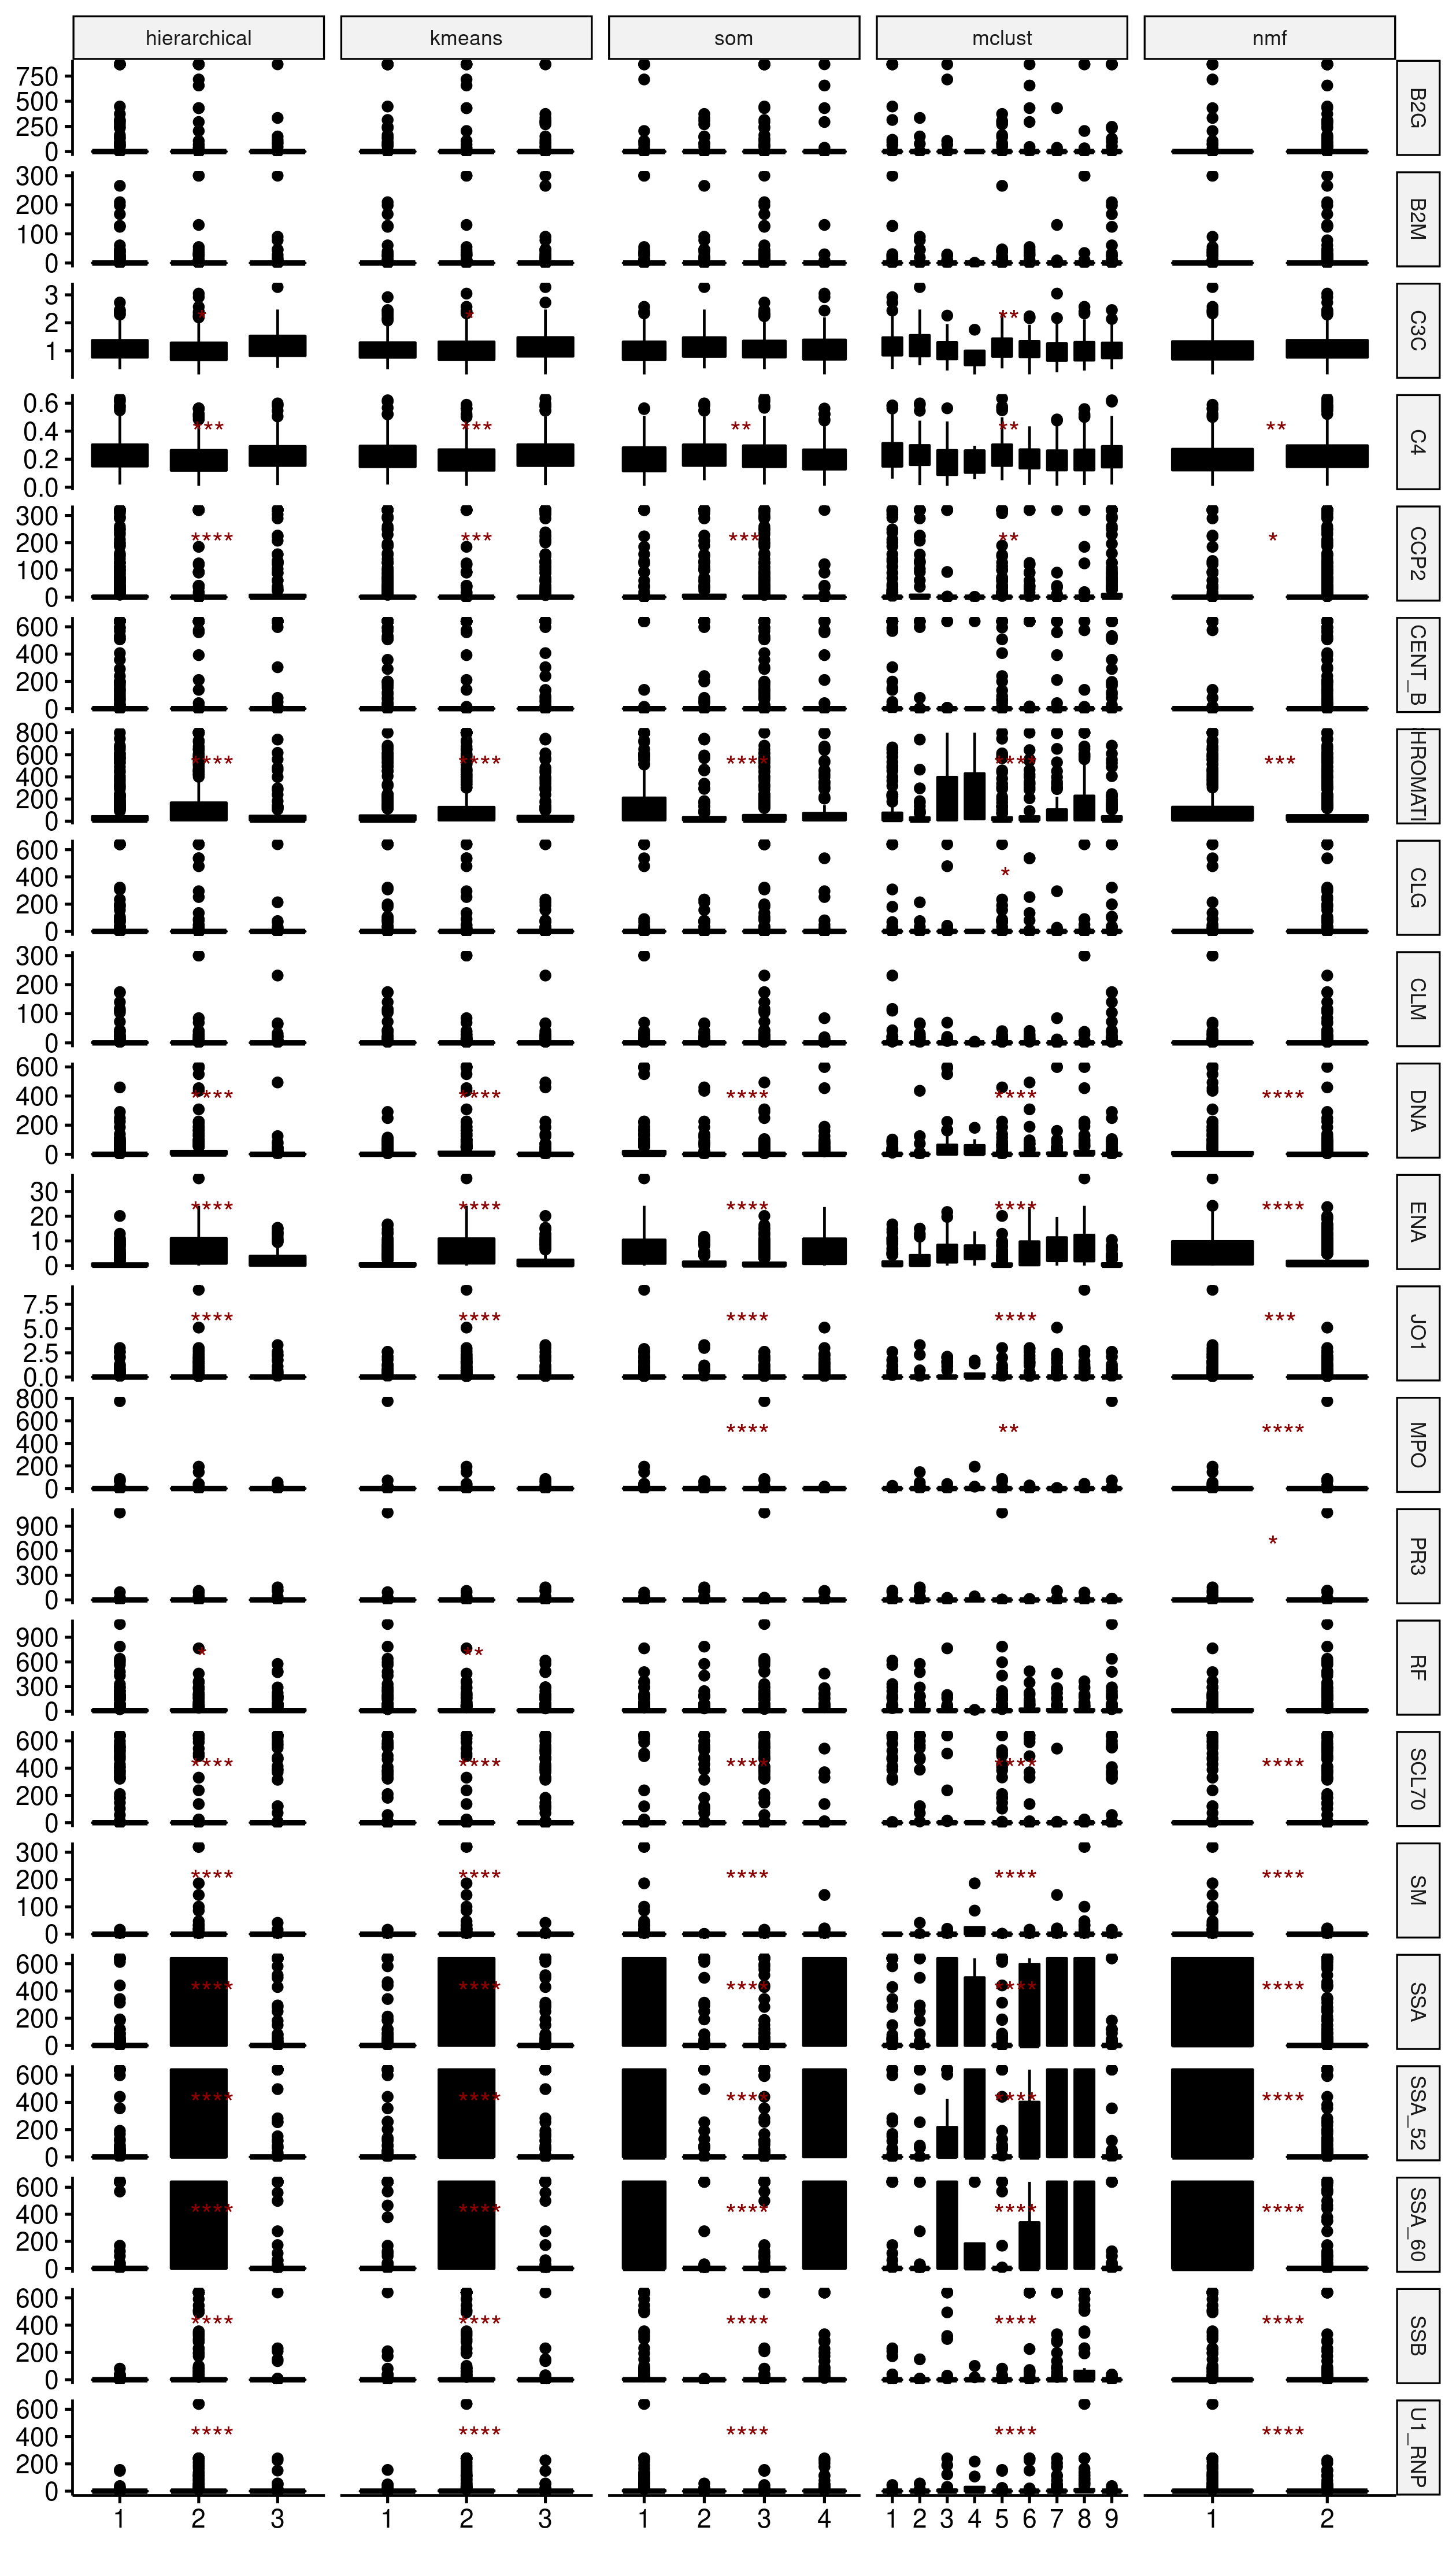 hierarchical kmeans som mclust nmf
750 500 250 0 B2G
300 200 100 0 B2M
3 2 1 * * ** C3C
0.6 0.4 0.2 0.0 *** *** ** ** ** C4
300 200 100 0 **** *** *** ** * CCP2
600 400 200 0 CENT_B
800 600 400 200 0 **** **** **** **** *** HROMATI
600 400 200 0 * CLG
300 200 100 0 CLM
600 400 200 0 **** **** **** **** **** DNA
30 20 10 0 **** **** **** **** **** ENA
7.5 5.0 2.5 0.0 **** **** **** **** *** JO1
800 600 400 200 0 **** ** **** MPO
900 600 300 0 * PR3
900 600 300 0 * ** RF
600 400 200 0 **** **** **** **** **** SCL70
300 200 100 0 **** **** **** **** **** SM
600 400 200 0 **** **** **** **** **** SSA
600 400 200 0 **** **** **** **** **** SSA_52
600 400 200 0 **** **** **** **** **** SSA_60
600 400 200 0 **** **** **** **** **** SSB
600 400 200 0 **** **** **** **** **** U1_RNP
1 2 3 1 2 3 1 2 3 4 1 2 3 4 5 6 7 8 9 1 2